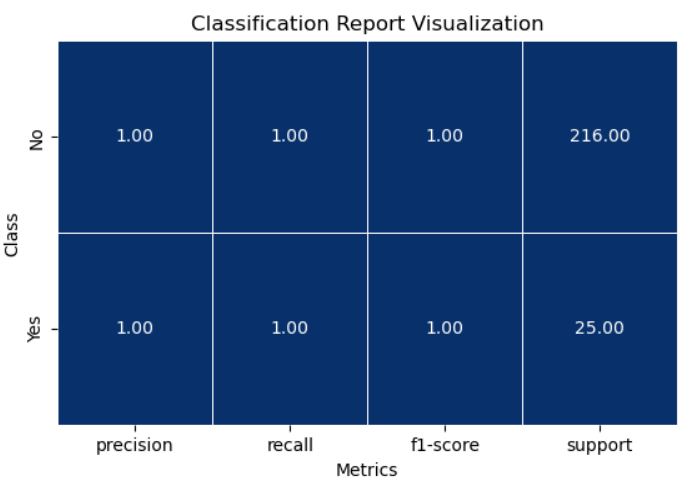 Classification Report Visualization
Class
No
1.00 1.00 1.00 216.00
Yes
1.00 1.00 1.00 25.00
precision recall f1-score support
Metrics